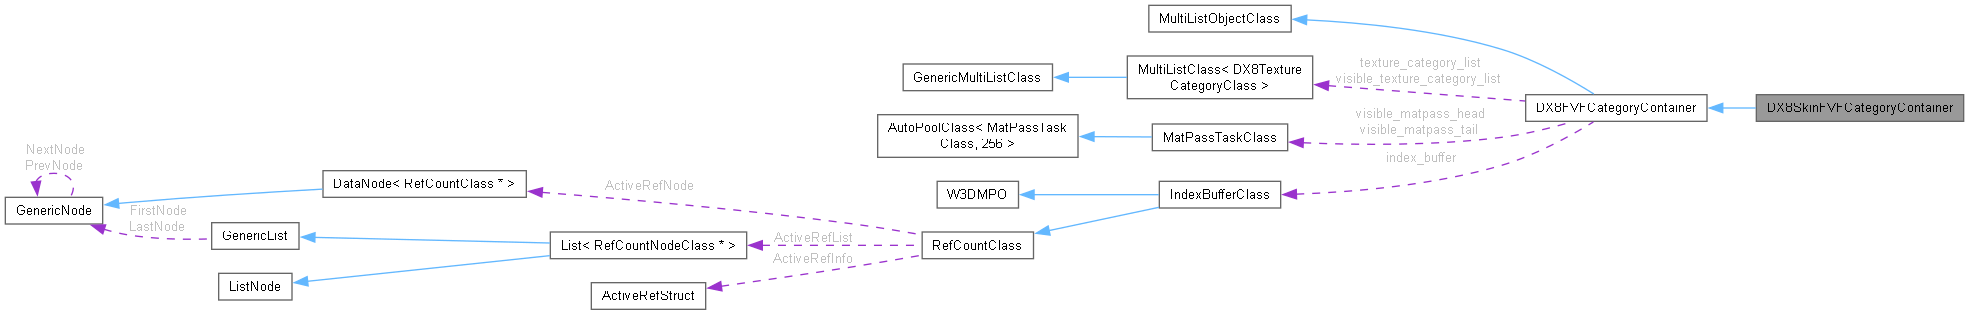 MultiListObjectClass
GenericMultiListClass
MultiListClass< DX8Texture
CategoryClass >
texture_category_list
visible_texture_category_list
DX8FVFCategoryContainer
DX8SkinFVFCategoryContainer
AutoPoolClass< MatPassTask
Class, 256 >
MatPassTaskClass
visible_matpass_head
visible_matpass_tail
index_buffer
NextNode
PrevNode
GenericNode
DataNode< RefCountClass * >
ActiveRefNode
W3DMPO
IndexBufferClass
FirstNode
LastNode
GenericList
List< RefCountNodeClass * >
ActiveRefList
ActiveRefInfo
RefCountClass
ListNode
ActiveRefStruct